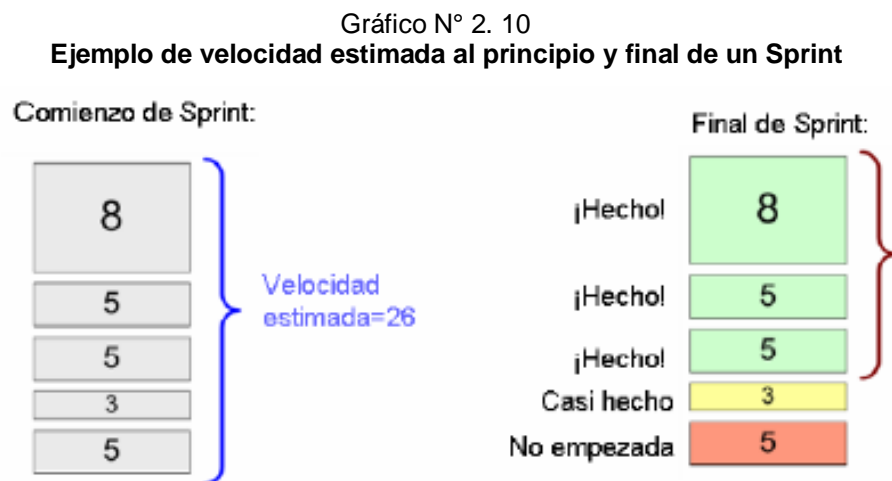 Gráfico N° 2. 10
Ejemplo de velocidad estimada al principio y final de un Sprint
Comienzo de Sprint:
8
5
5
3
5
Velocidad
estimada=26
Final de Sprint:
¡Hecho! 8
¡Hecho! 5
¡Hecho! 5
Casi hecho 3
No empezada 5